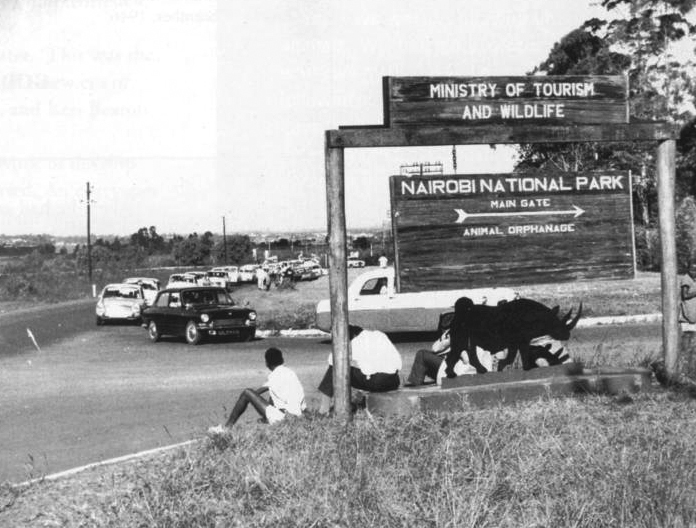 MINISTRY OF TOURISM
AND WILDLIFE
NAIROBI NATIONAL PARK
MAIN GATE
ANIMAL ORPHANAGE